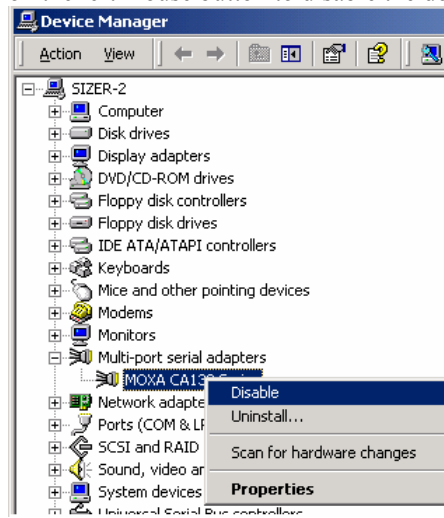 Device Manager
Action View
SIZER-2
Computer
Disk drives
Display adapters
DVD/CD-ROM drives
Floppy disk controllers
Floppy disk drives
IDE ATA/ATAPI controllers
Keyboards
Mice and other pointing devices
Modems
Monitors
Multi-port serial adapters
MOXA
Disable
Network
Uninstall...
Ports (COM &
SCSI and RAID
Scan for hardware changes
Sound, video
System devices
Properties